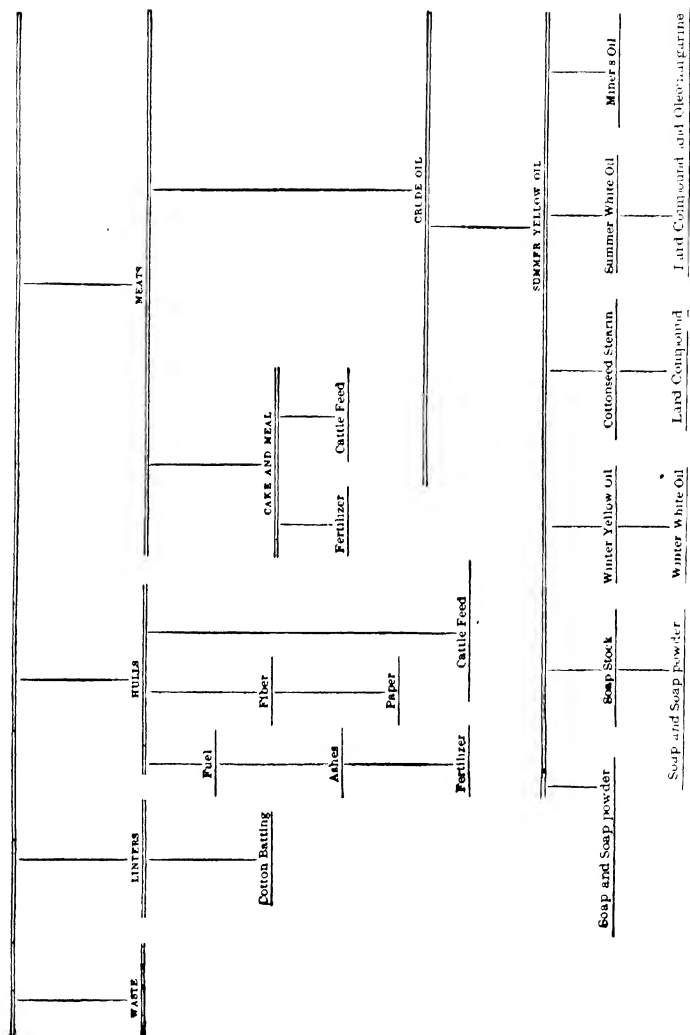 WASTE
LINTERS
HULLS
MEATS
Cotton Batting
Fuel
Fiber
CAKE AND MEAL
Ashes
Paper
Fertilizer
Cattle Feed
Fertilizer
Cattle Feed
CRUDE OIL
SUMMER YELLOW OIL
Soap and Soap powder
Soap Stock
Winter Yellow Oil
Cottonseed Stearin
Summer White Oil
Miner's Oil
Soap and Soap powder
Winter White Oil
Lard Compound
Lard Compound and Oleomargarine